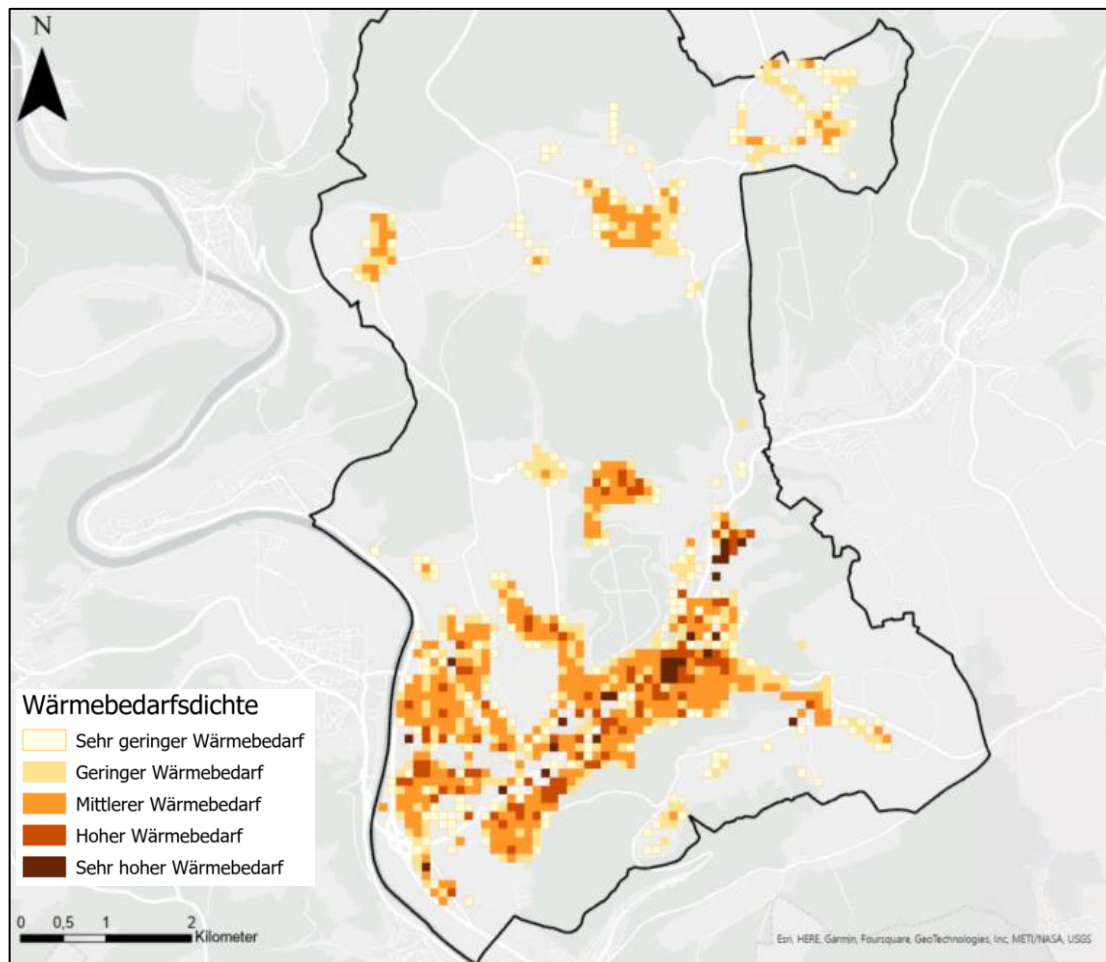 N
Wärmebedarfsdichte
Sehr geringer Wärmebedarf
Geringer Wärmebedarf
Mittlerer Wärmebedarf
Hoher Wärmebedarf
Sehr hoher Wärmebedarf
0 0,5 1 2
Kilometer
Esri, HERE, Garmin, Foursquare, GeoTechnologies, Inc, METI/NASA, USGS